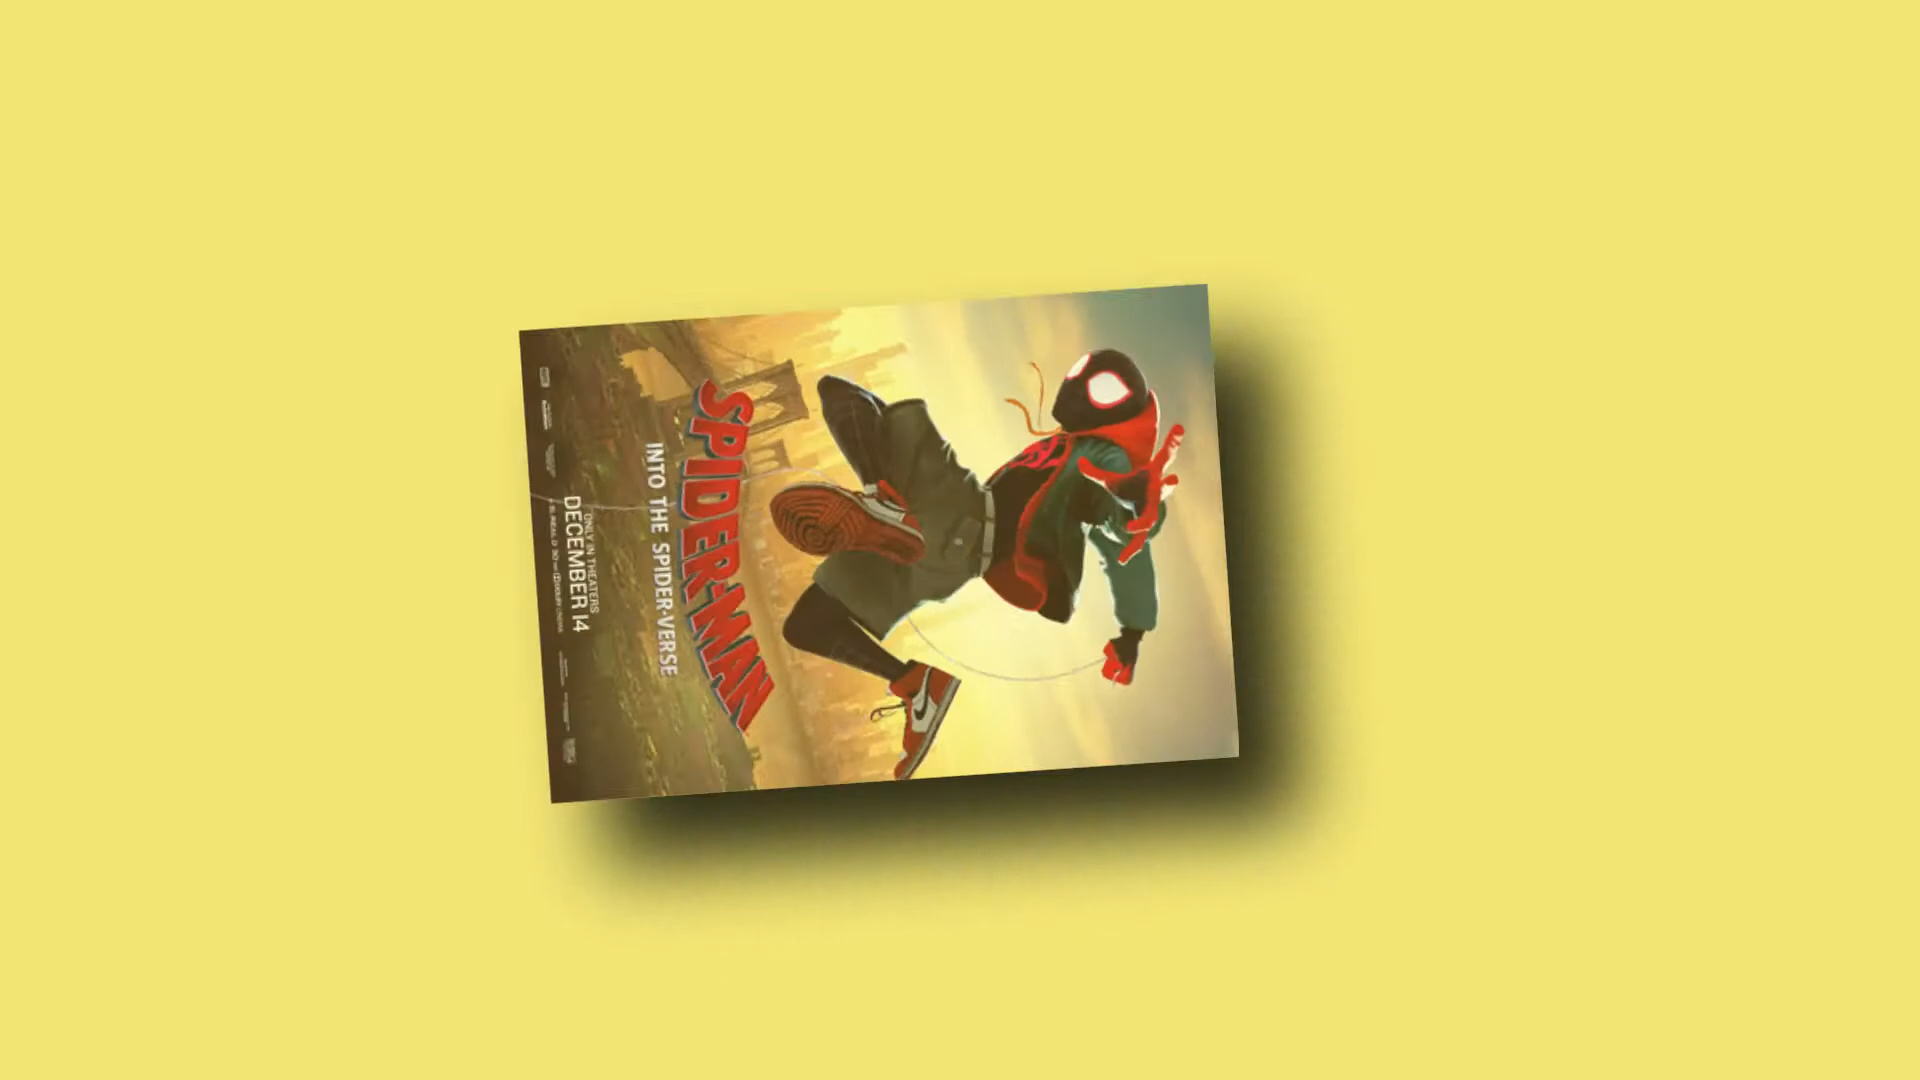 SPIDER-MAN
INTO THE SPIDER-VERSE
ONLY IN THEATERS
DECEMBER 14